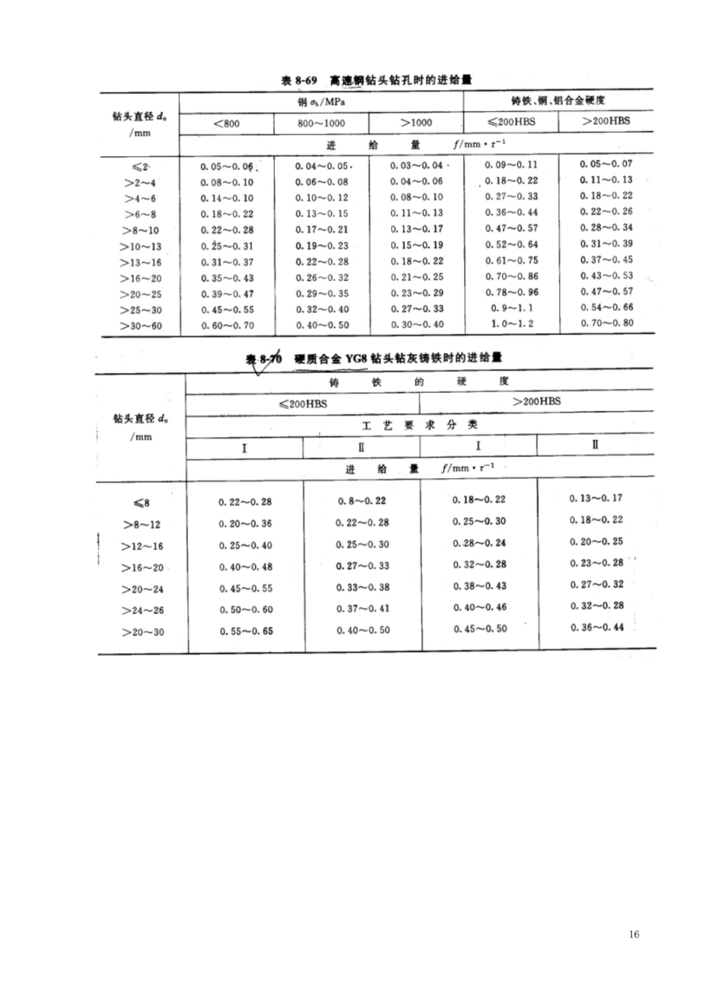 表 8-69 高速钢钻头钻孔时的进给量
钻头直径 d₀ /mm 钢 σb/MPa 铸铁、铜、铝合金硬度
<800 800～1000 >1000 ≤200HBS >200HBS
进 给 量 f/mm·r⁻¹
≤2 0.05～0.06 0.04～0.05 0.03～0.04 0.09～0.11 0.05～0.07
>2～4 0.08～0.10 0.06～0.08 0.04～0.06 0.18～0.22 0.11～0.13
>4～6 0.14～0.10 0.10～0.12 0.08～0.10 0.27～0.33 0.18～0.22
>6～8 0.18～0.22 0.13～0.15 0.11～0.13 0.36～0.44 0.22～0.26
>8～10 0.22～0.28 0.17～0.21 0.13～0.17 0.47～0.57 0.28～0.34
>10～13 0.25～0.31 0.19～0.23 0.15～0.19 0.52～0.64 0.31～0.39
>13～16 0.31～0.37 0.22～0.28 0.18～0.22 0.61～0.75 0.37～0.45
>16～20 0.35～0.43 0.26～0.32 0.21～0.25 0.70～0.86 0.43～0.53
>20～25 0.39～0.47 0.29～0.35 0.23～0.29 0.78～0.96 0.47～0.57
>25～30 0.45～0.55 0.32～0.40 0.27～0.33 0.9～1.1 0.54～0.66
>30～60 0.60～0.70 0.40～0.50 0.30～0.40 1.0～1.2 0.70～0.80
表 8-70 硬质合金 YG8 钻头钻灰铸铁时的进给量
钻头直径 d₀ /mm 铸 铁 的 硬 度
≤200HBS >200HBS
工 艺 要 求 分 类
Ⅰ Ⅱ Ⅰ Ⅱ
进 给 量 f/mm·r⁻¹
≤8 0.22～0.28 0.8～0.22 0.18～0.22 0.13～0.17
>8～12 0.20～0.36 0.22～0.28 0.25～0.30 0.18～0.22
>12～16 0.25～0.40 0.25～0.30 0.28～0.24 0.20～0.25
>16～20 0.40～0.48 0.27～0.33 0.32～0.28 0.23～0.28
>20～24 0.45～0.55 0.33～0.38 0.38～0.43 0.27～0.32
>24～26 0.50～0.60 0.37～0.41 0.40～0.46 0.32～0.28
>20～30 0.55～0.65 0.40～0.50 0.45～0.50 0.36～0.44
16